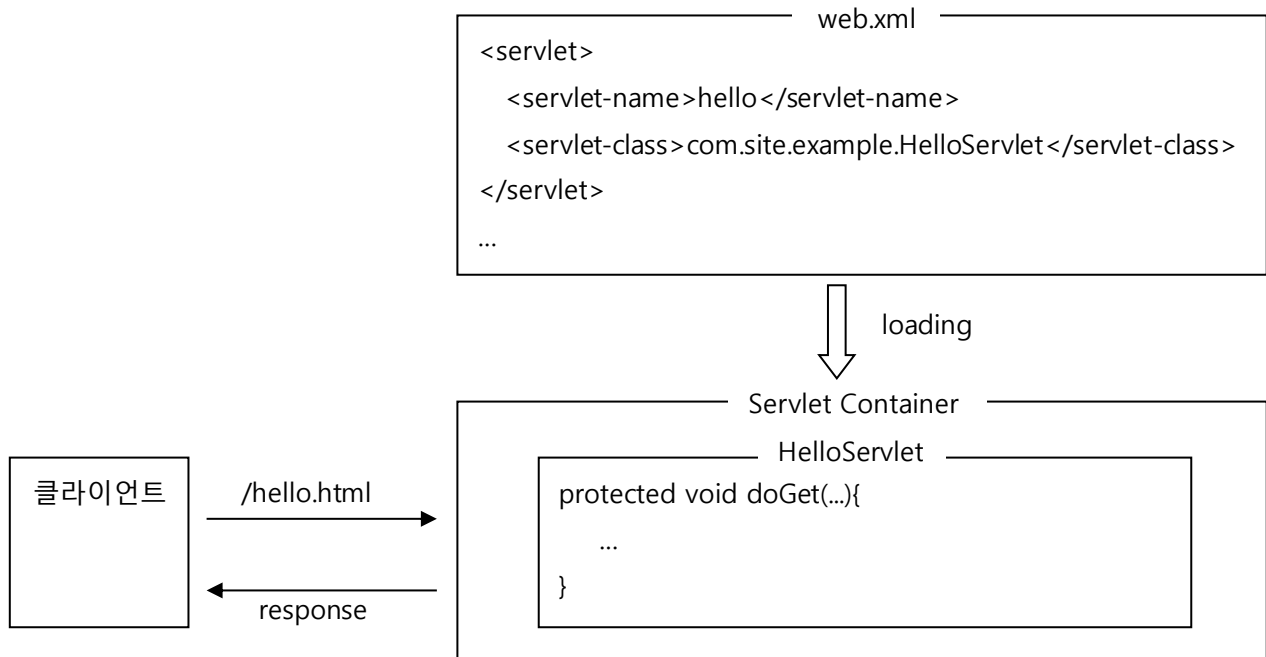 web.xml
<servlet>
<servlet-name>hello</servlet-name>
<servlet-class>com.site.example.HelloServlet</servlet-class>
</servlet>
...
loading
Servlet Container
HelloServlet
클라이언트
/hello.html
protected void doGet(...){
...
}
response